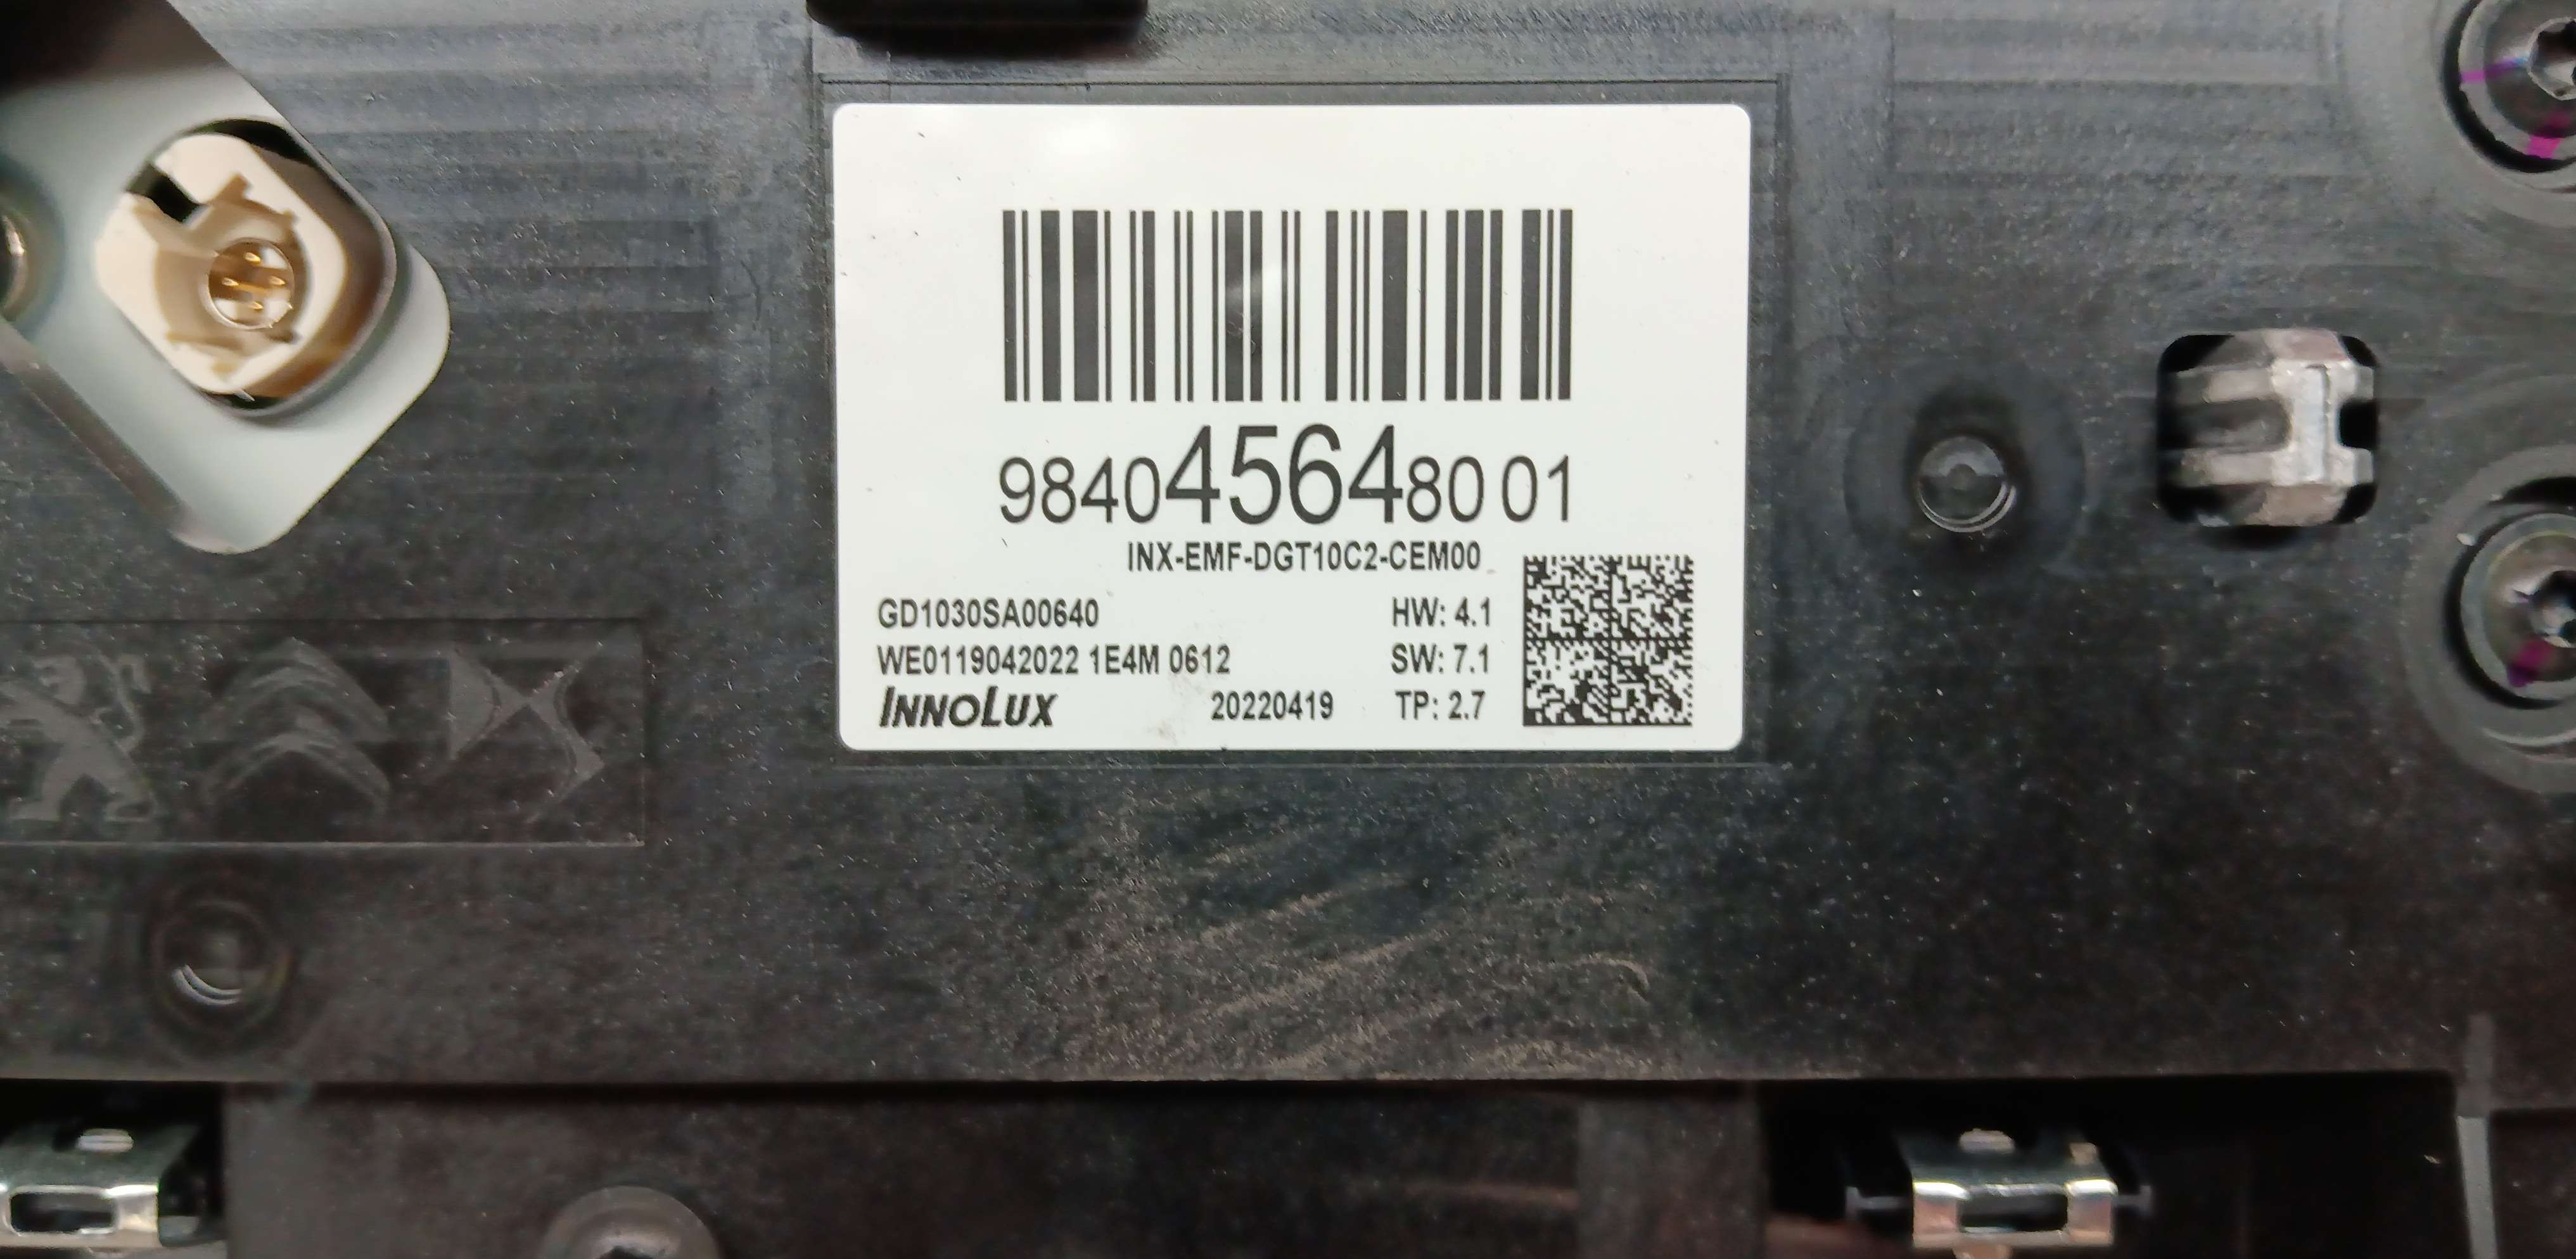 9840456480 01
INX-EMF-DGT10C2-CEM00
GD1030SA00640 HW: 4.1
WE0119042022 1E4M 0612 SW: 7.1
INNOLUX 20220419 TP: 2.7